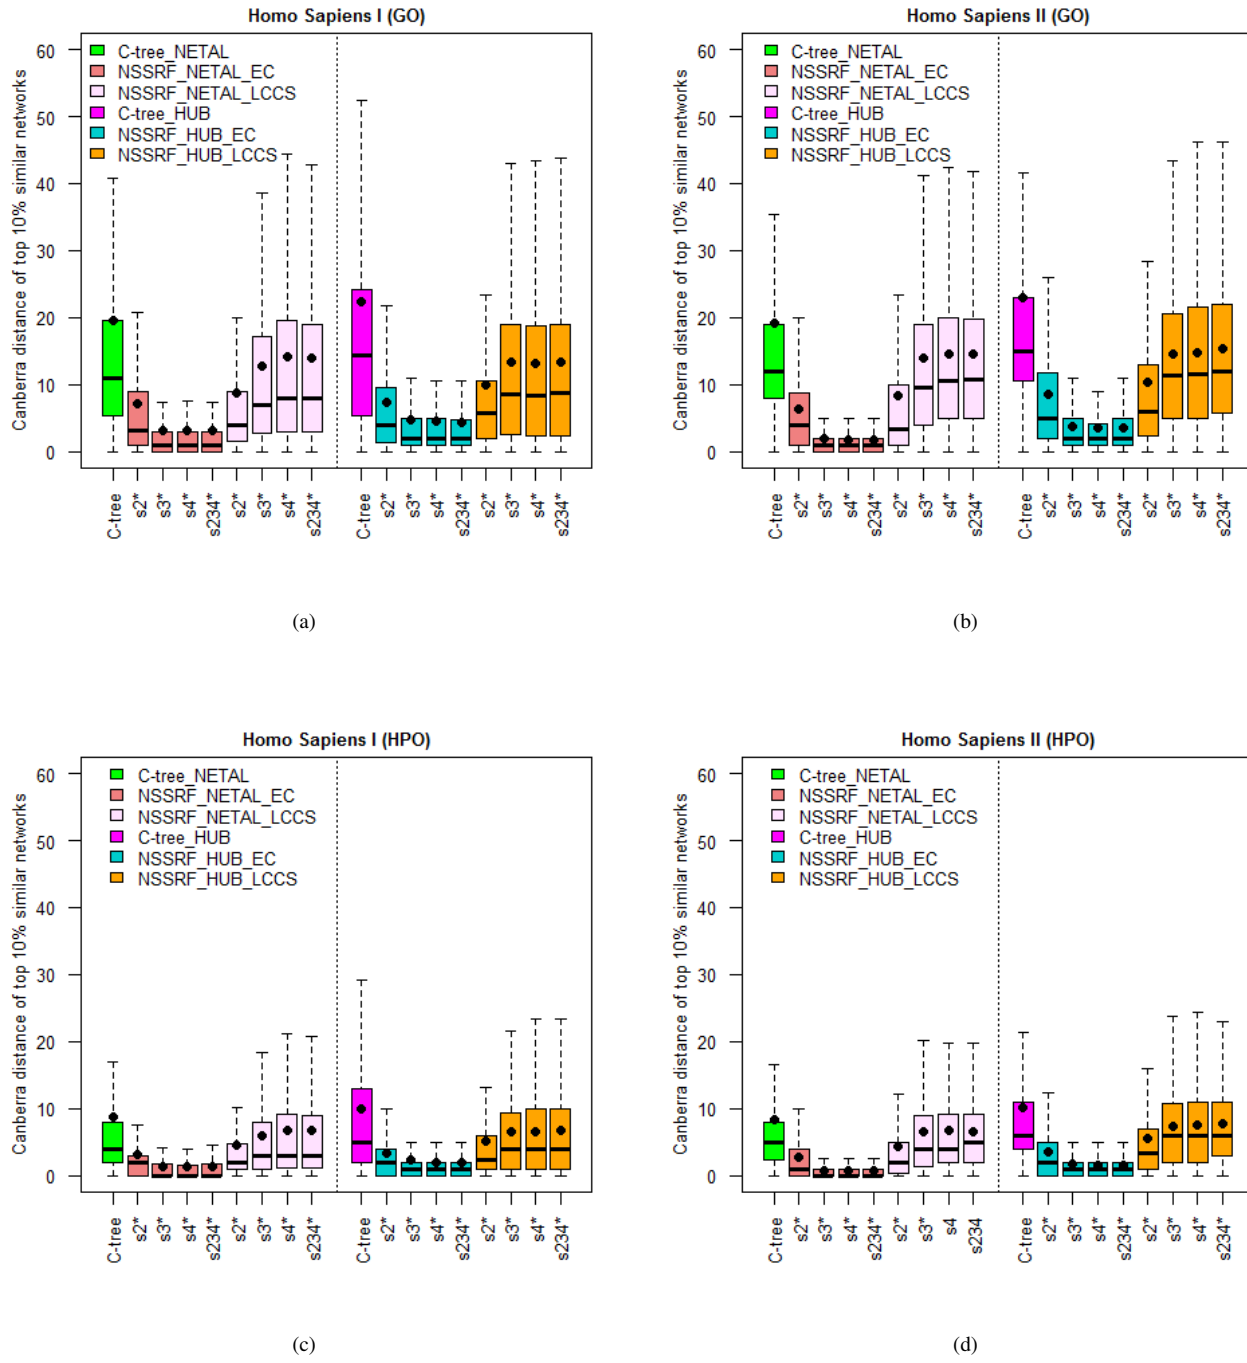 Homo Sapiens I (GO)
Canberra distance of top 10% similar networks
60
50
40
30
20
10
0
C-tree_NETAL
NSSRF_NETAL_EC
NSSRF_NETAL_LCCS
C-tree_HUB
NSSRF_HUB_EC
NSSRF_HUB_LCCS
C-tree
s2*
s3*
s4*
s234*
s2*
s3*
s4*
s234*
C-tree
s2*
s3*
s4*
s234*
s2*
s3*
s4*
s234*
(a)
Homo Sapiens II (GO)
Canberra distance of top 10% similar networks
60
50
40
30
20
10
0
C-tree_NETAL
NSSRF_NETAL_EC
NSSRF_NETAL_LCCS
C-tree_HUB
NSSRF_HUB_EC
NSSRF_HUB_LCCS
C-tree
s2*
s3*
s4*
s234*
s2*
s3*
s4*
s234*
C-tree
s2*
s3*
s4*
s234*
s2*
s3*
s4*
s234*
(b)
Homo Sapiens I (HPO)
Canberra distance of top 10% similar networks
60
50
40
30
20
10
0
C-tree_NETAL
NSSRF_NETAL_EC
NSSRF_NETAL_LCCS
C-tree_HUB
NSSRF_HUB_EC
NSSRF_HUB_LCCS
C-tree
s2*
s3*
s4*
s234*
s2*
s3*
s4*
s234*
C-tree
s2*
s3*
s4*
s234*
s2*
s3*
s4*
s234*
(c)
Homo Sapiens II (HPO)
Canberra distance of top 10% similar networks
60
50
40
30
20
10
0
C-tree_NETAL
NSSRF_NETAL_EC
NSSRF_NETAL_LCCS
C-tree_HUB
NSSRF_HUB_EC
NSSRF_HUB_LCCS
C-tree
s2*
s3*
s4*
s234*
s2*
s3*
s4
s234
C-tree
s2*
s3*
s4*
s234*
s2*
s3*
s4*
s234*
(d)